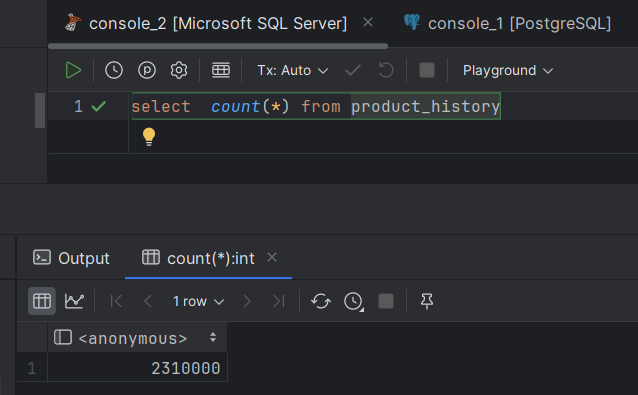 console_2 [Microsoft SQL Server] console_1 [PostgreSQL]
Tx: Auto Playground
1 select  count(*) from product_history
Output count(*):int
1 row
<anonymous>
1 2310000